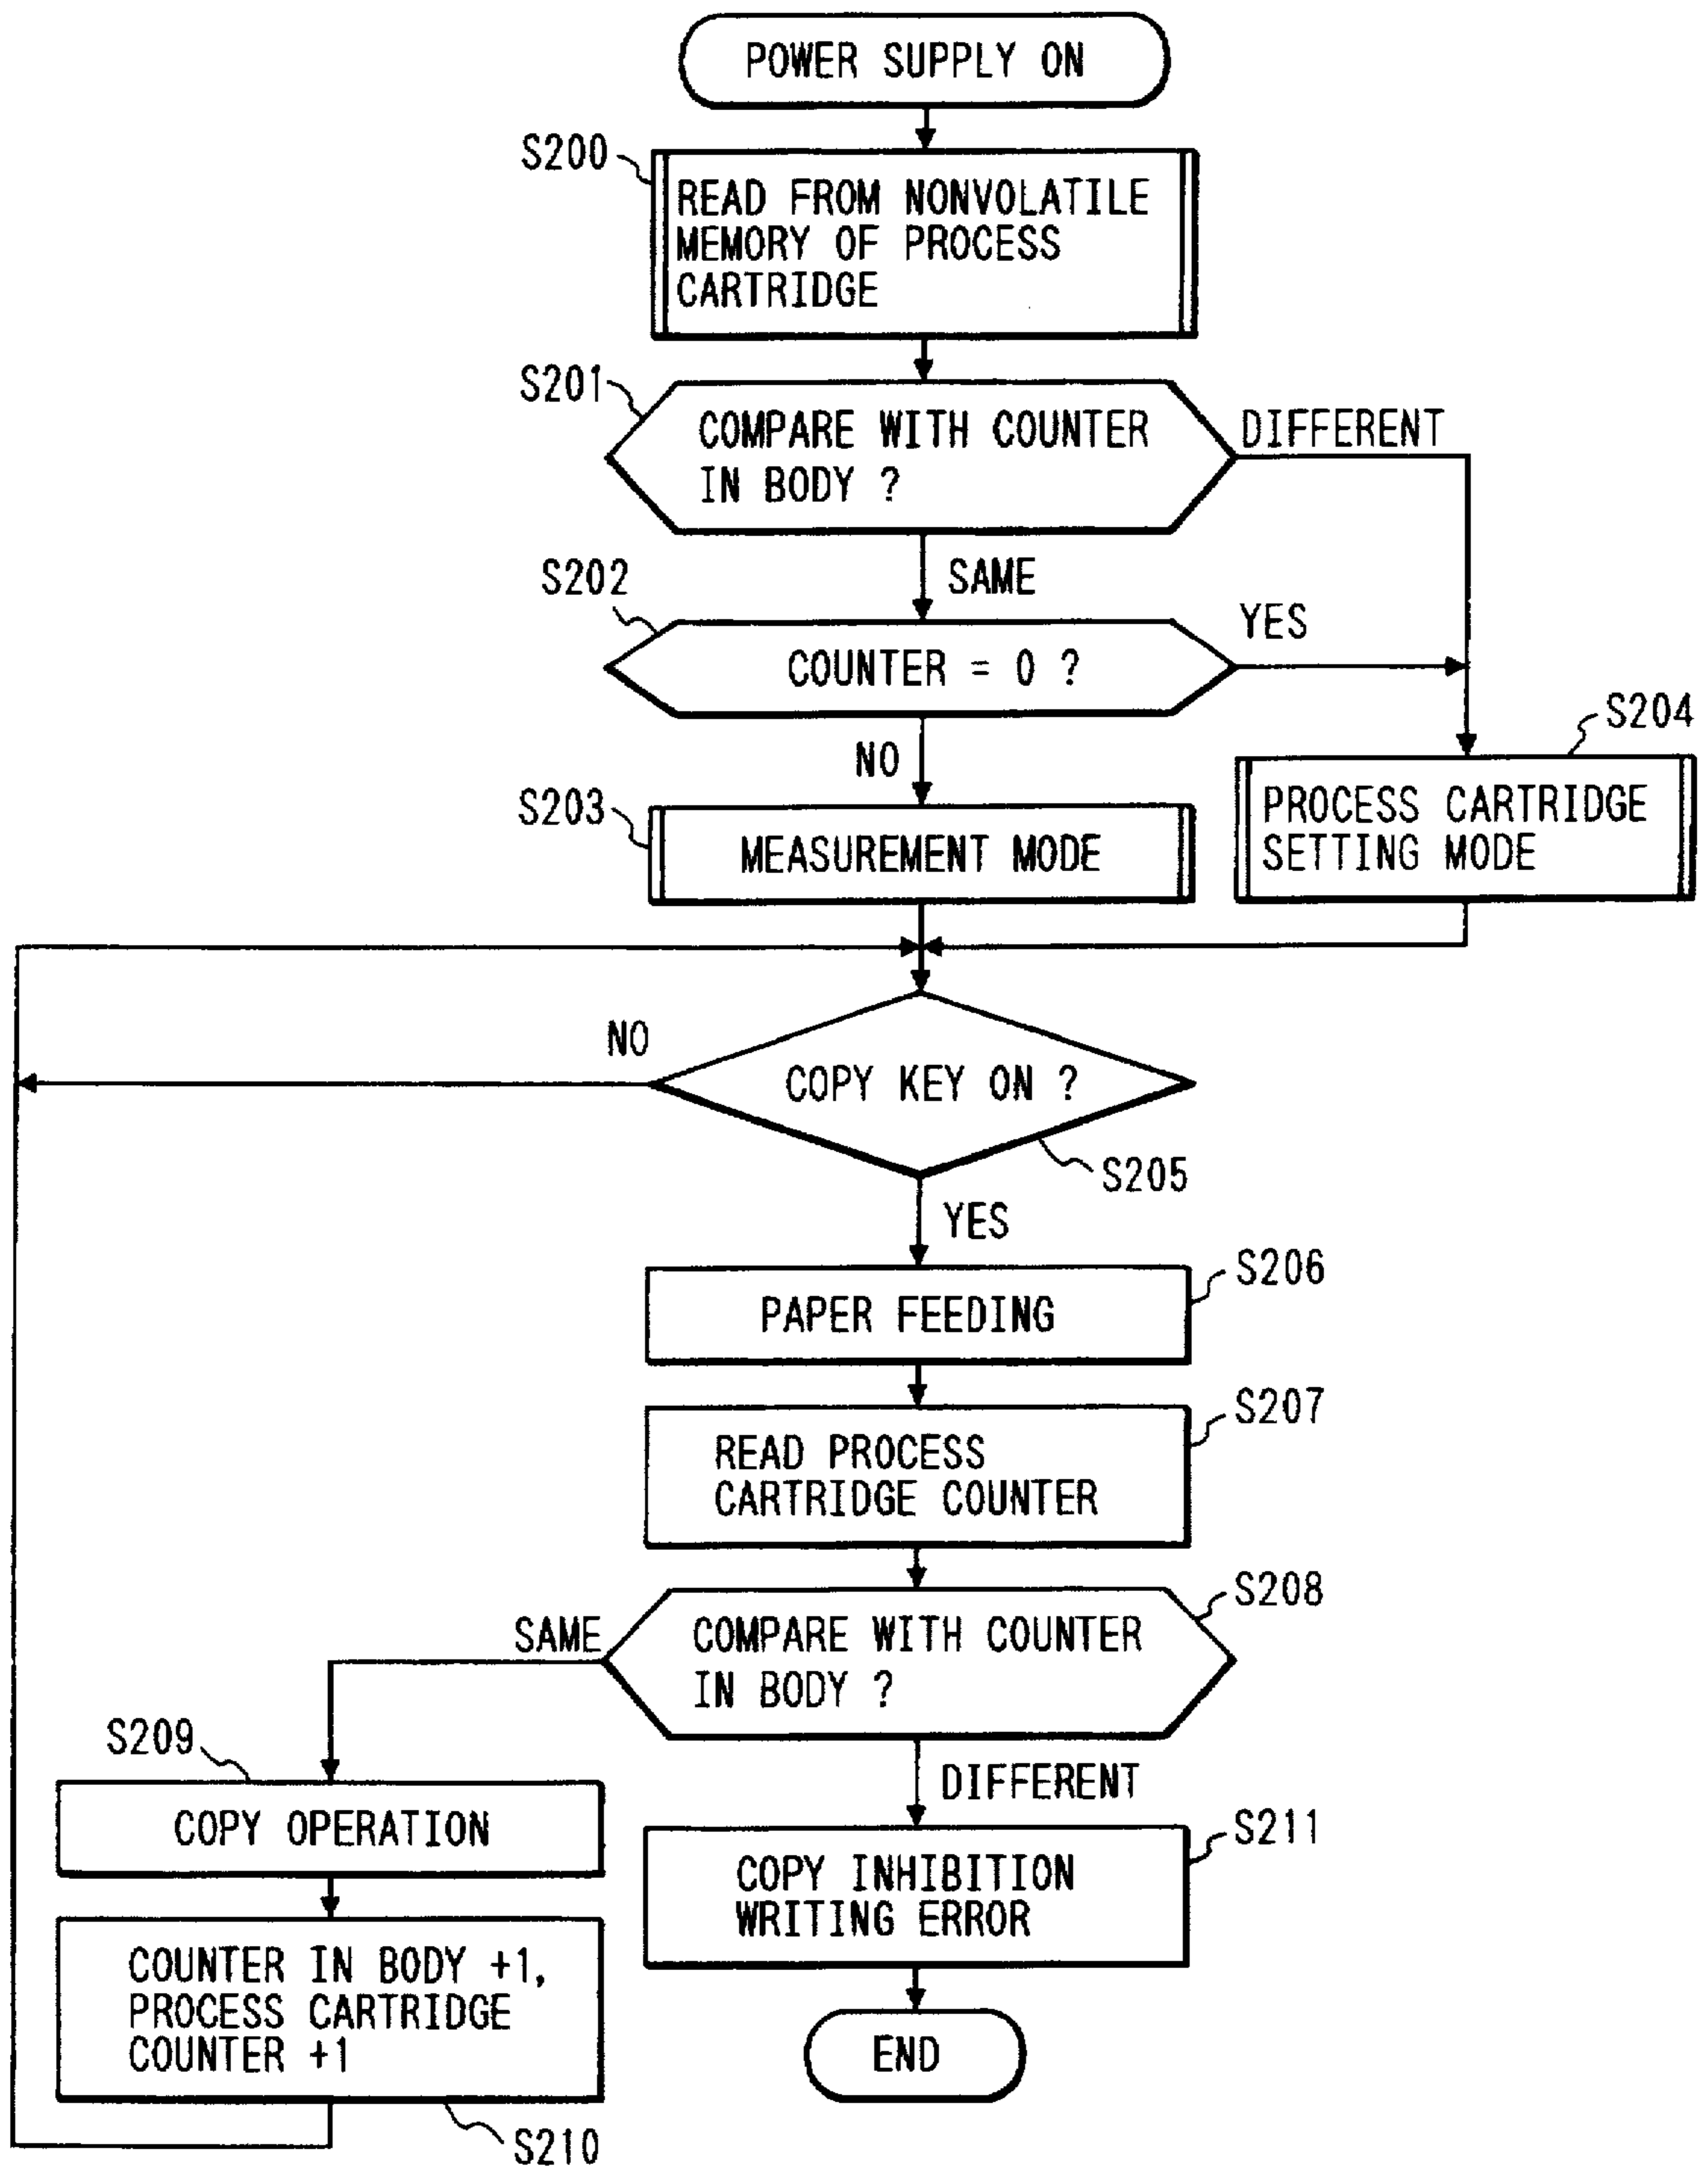 POWER SUPPLY ON
S200
READ FROM NONVOLATILE
MEMORY OF PROCESS
CARTRIDGE
S201
COMPARE WITH COUNTER
IN BODY ?
DIFFERENT
SAME
S202
COUNTER = 0 ?
YES
NO
S203
MEASUREMENT MODE
S204
PROCESS CARTRIDGE
SETTING MODE
NO
COPY KEY ON ?
S205
YES
PAPER FEEDING
S206
READ PROCESS
CARTRIDGE COUNTER
S207
COMPARE WITH COUNTER
IN BODY ?
S208
SAME
DIFFERENT
S209
COPY OPERATION
COUNTER IN BODY +1,
PROCESS CARTRIDGE
COUNTER +1
S210
COPY INHIBITION
WRITING ERROR
S211
END